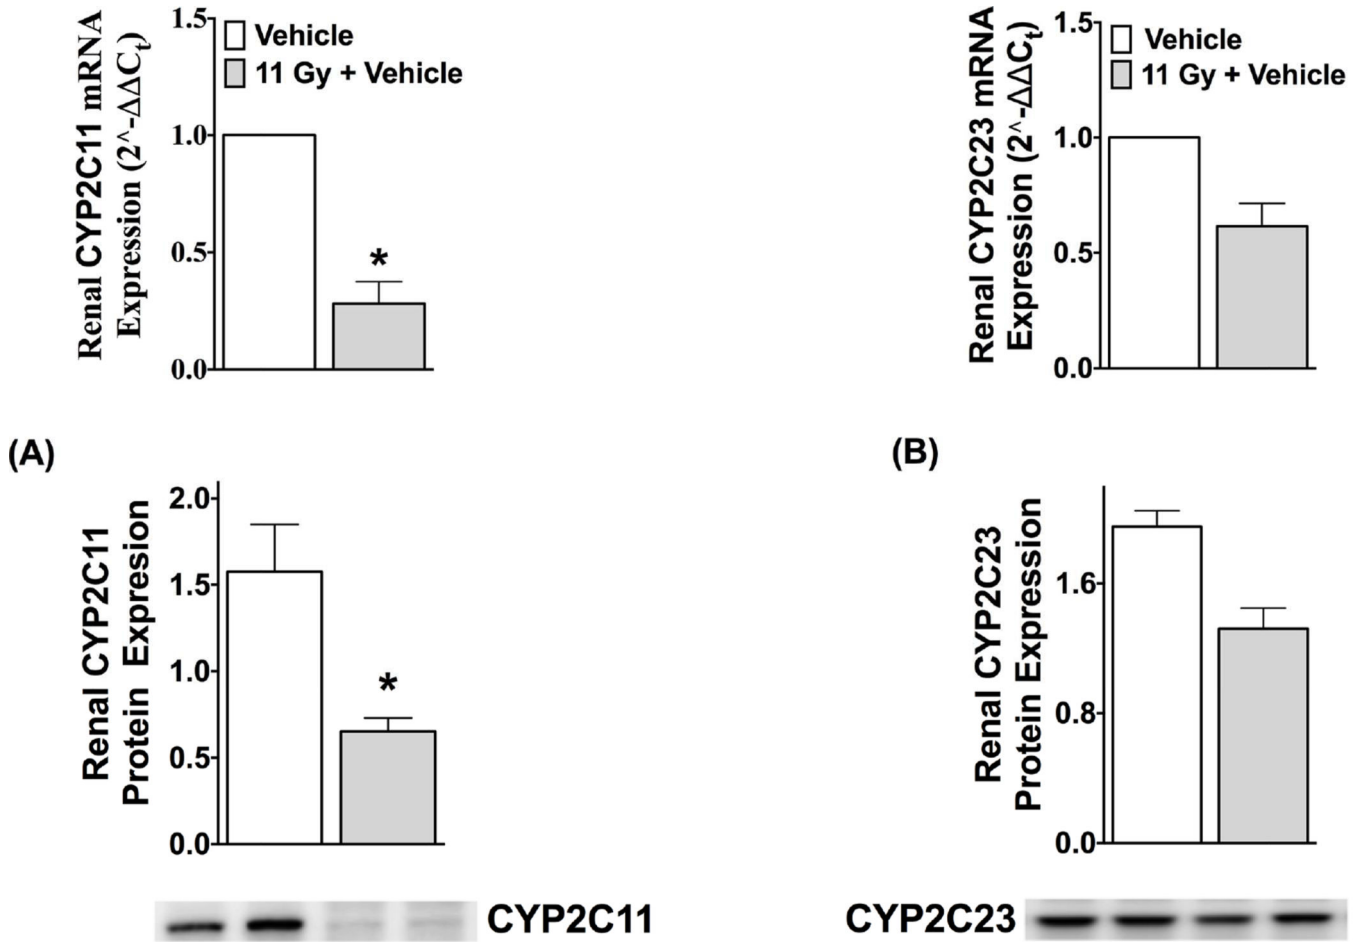 Renal CYP2C11 mRNA
Expression (2^-ΔΔCt)
1.5
1.0
0.5
0.0
Vehicle
11 Gy + Vehicle
*
Renal CYP2C23 mRNA
Expression (2^-ΔΔCt)
1.5
1.0
0.5
0.0
Vehicle
11 Gy + Vehicle
(A)
Renal CYP2C11
Protein Expresion
2.0
1.5
1.0
0.5
0.0
*
CYP2C11
(B)
Renal CYP2C23
Protein Expression
1.6
0.8
0.0
CYP2C23